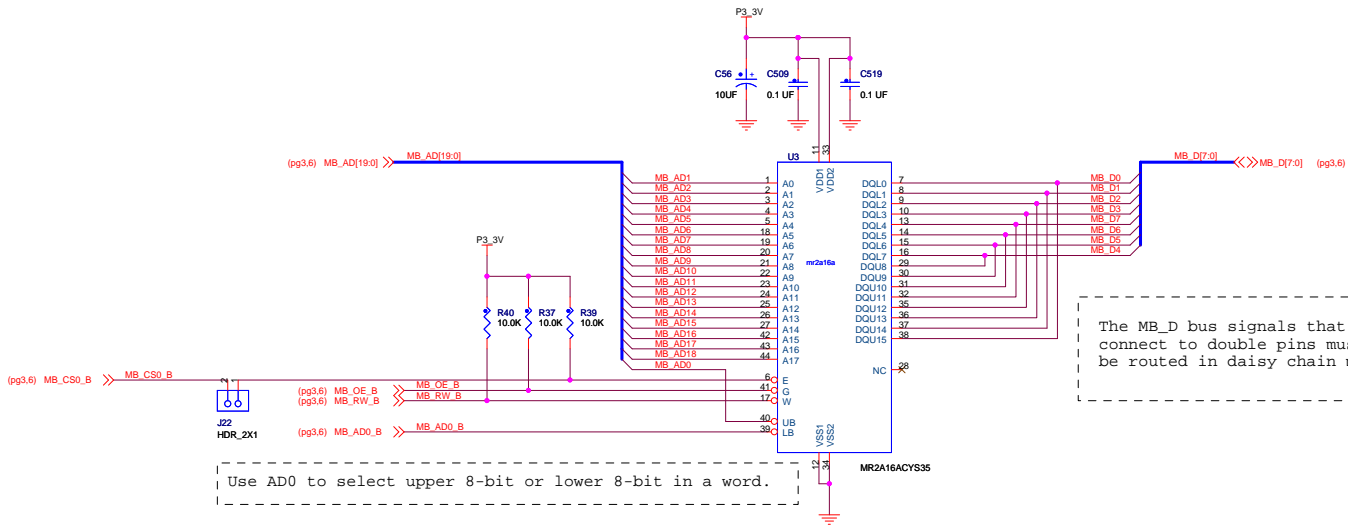 P3_3V
C56
10UF
C509
0.1 UF
C519
0.1 UF
(pg3,6) MB_AD[19:0]
MB_AD[19:0]
U3
11
33
VDD1
VDD2
MB_D[7:0]
MB_D[7:0] (pg3,6)
MB_AD1 1 A0
MB_AD2 2 A1
MB_AD3 3 A2
MB_AD4 4 A3
MB_AD5 5 A4
MB_AD6 18 A5
MB_AD7 19 A6
MB_AD8 20 A7
MB_AD9 21 A8
MB_AD10 22 A9
MB_AD11 23 A10
MB_AD12 24 A11
MB_AD13 25 A12
MB_AD14 26 A13
MB_AD15 27 A14
MB_AD16 42 A15
MB_AD17 43 A16
MB_AD18 44 A17
MB_AD0
mr2a16a
DQL0 7 MB_D0
DQL1 8 MB_D1
DQL2 9 MB_D2
DQL3 10 MB_D3
DQL4 13 MB_D7
DQL5 14 MB_D6
DQL6 15 MB_D5
DQL7 16 MB_D4
DQU8 29
DQU9 30
DQU10 31
DQU11 32
DQU12 35
DQU13 36
DQU14 37
DQU15 38
NC 28
P3_3V
R40
10.0K
R37
10.0K
R39
10.0K
(pg3,6) MB_CS0_B
MB_CS0_B
6 E
(pg3,6) MB_OE_B
MB_OE_B
41 G
(pg3,6) MB_RW_B
MB_RW_B
17 W
40 UB
(pg3,6) MB_AD0_B
MB_AD0_B
39 LB
2
1
J22
HDR_2X1
VSS1
VSS2
12
34
MR2A16ACYS35
The MB_D bus signals that
connect to double pins mu
be routed in daisy chain
Use AD0 to select upper 8-bit or lower 8-bit in a word.